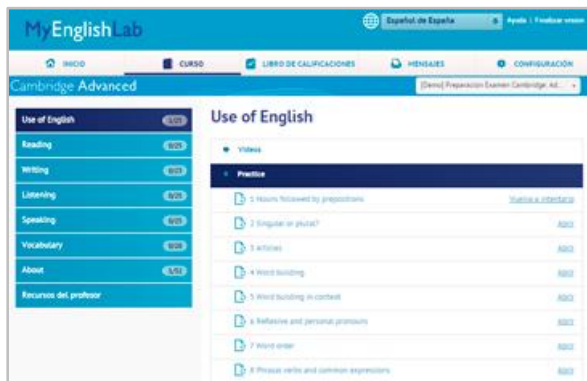 MyEnglishLab
Español de España
Ayuda | Finalizar sesión
INICIO
CURSO
LIBRO DE CALIFICACIONES
MENSAJES
CONFIGURACIÓN
Cambridge Advanced
[Demo] Preparación Examen Cambridge, Ad...
Use of English
Reading
Writing
Listening
Speaking
Vocabulary
About
Recursos del profesor
Use of English
Videos
Practice
1 Nouns followed by prepositions
Vuelva a intentarlo
2 Singular or plural?
Abrir
3 Articles
Abrir
4 Word building
Abrir
5 Word building in context
Abrir
6 Reflexive and personal pronouns
Abrir
7 Word order
Abrir
8 Phrasal verbs and common expressions
Abrir